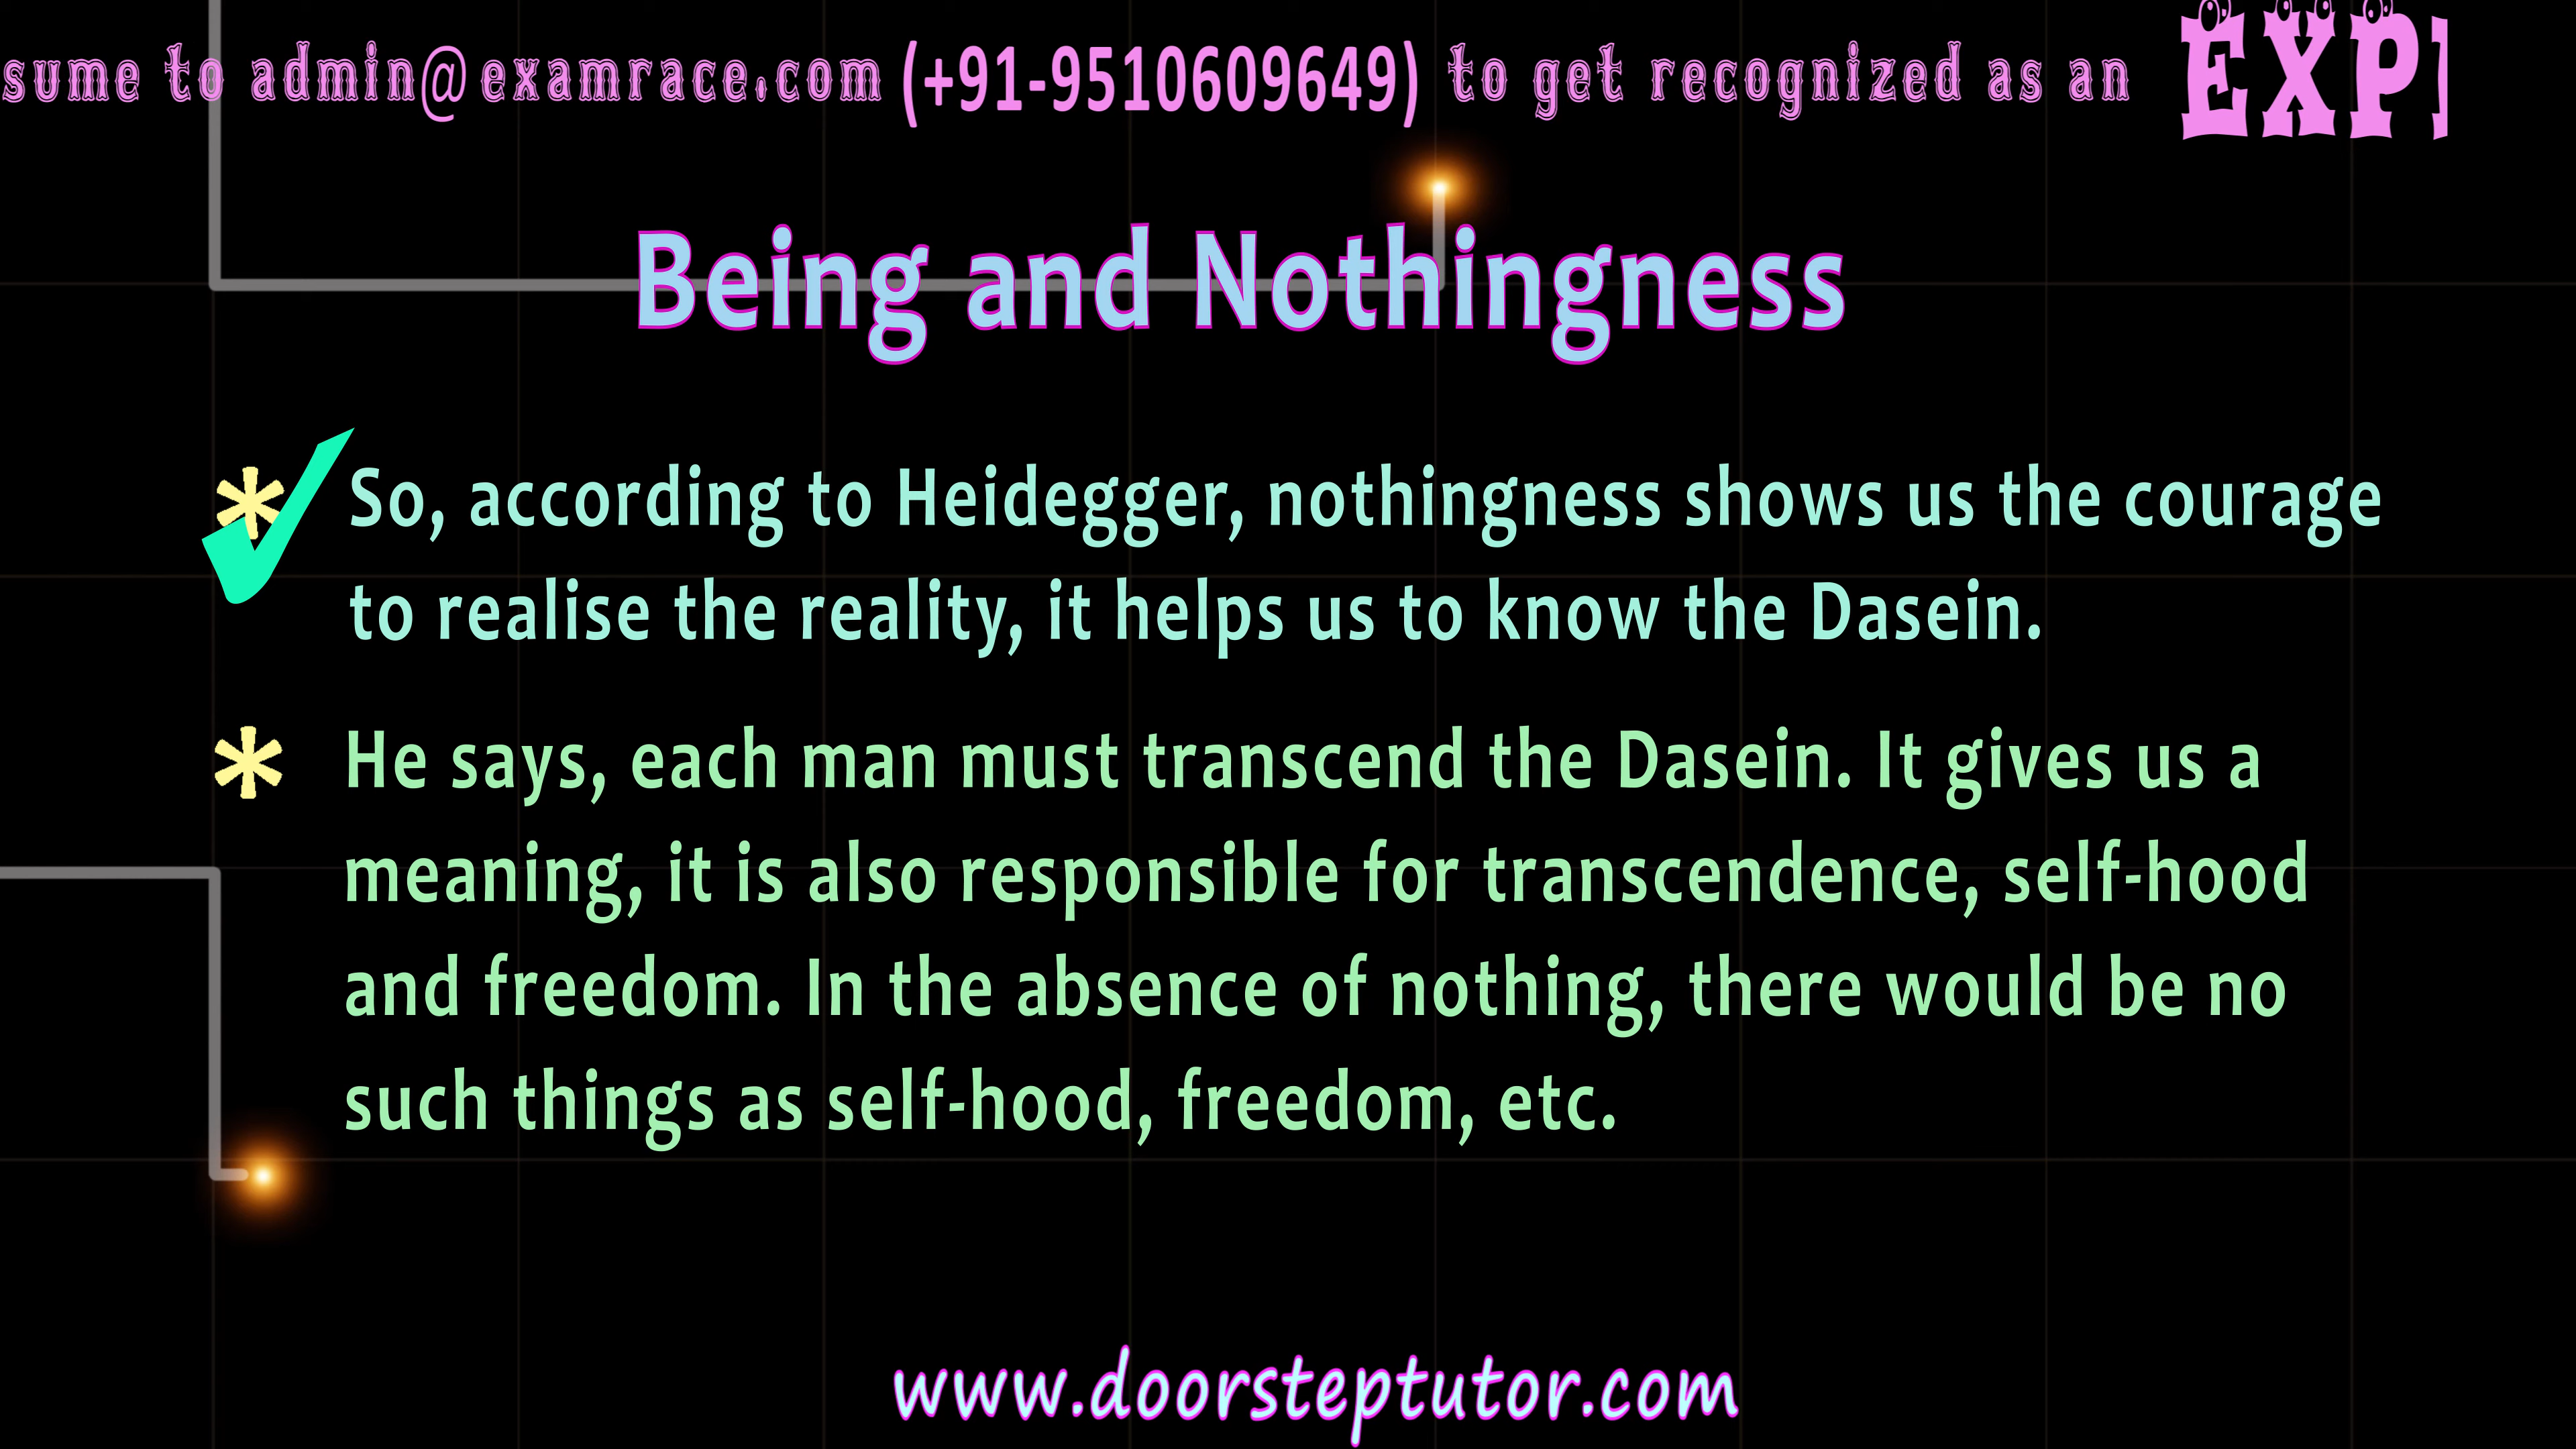 sume to admin@examrace.com (+91-9510609649) to get recognized as an
Being and Nothingness
* So, according to Heidegger, nothingness shows us the courage
to realise the reality, it helps us to know the Dasein.
* He says, each man must transcend the Dasein. It gives us a
meaning, it is also responsible for transcendence, self-hood
and freedom. In the absence of nothing, there would be no
such things as self-hood, freedom, etc.
www.doorsteptutor.com